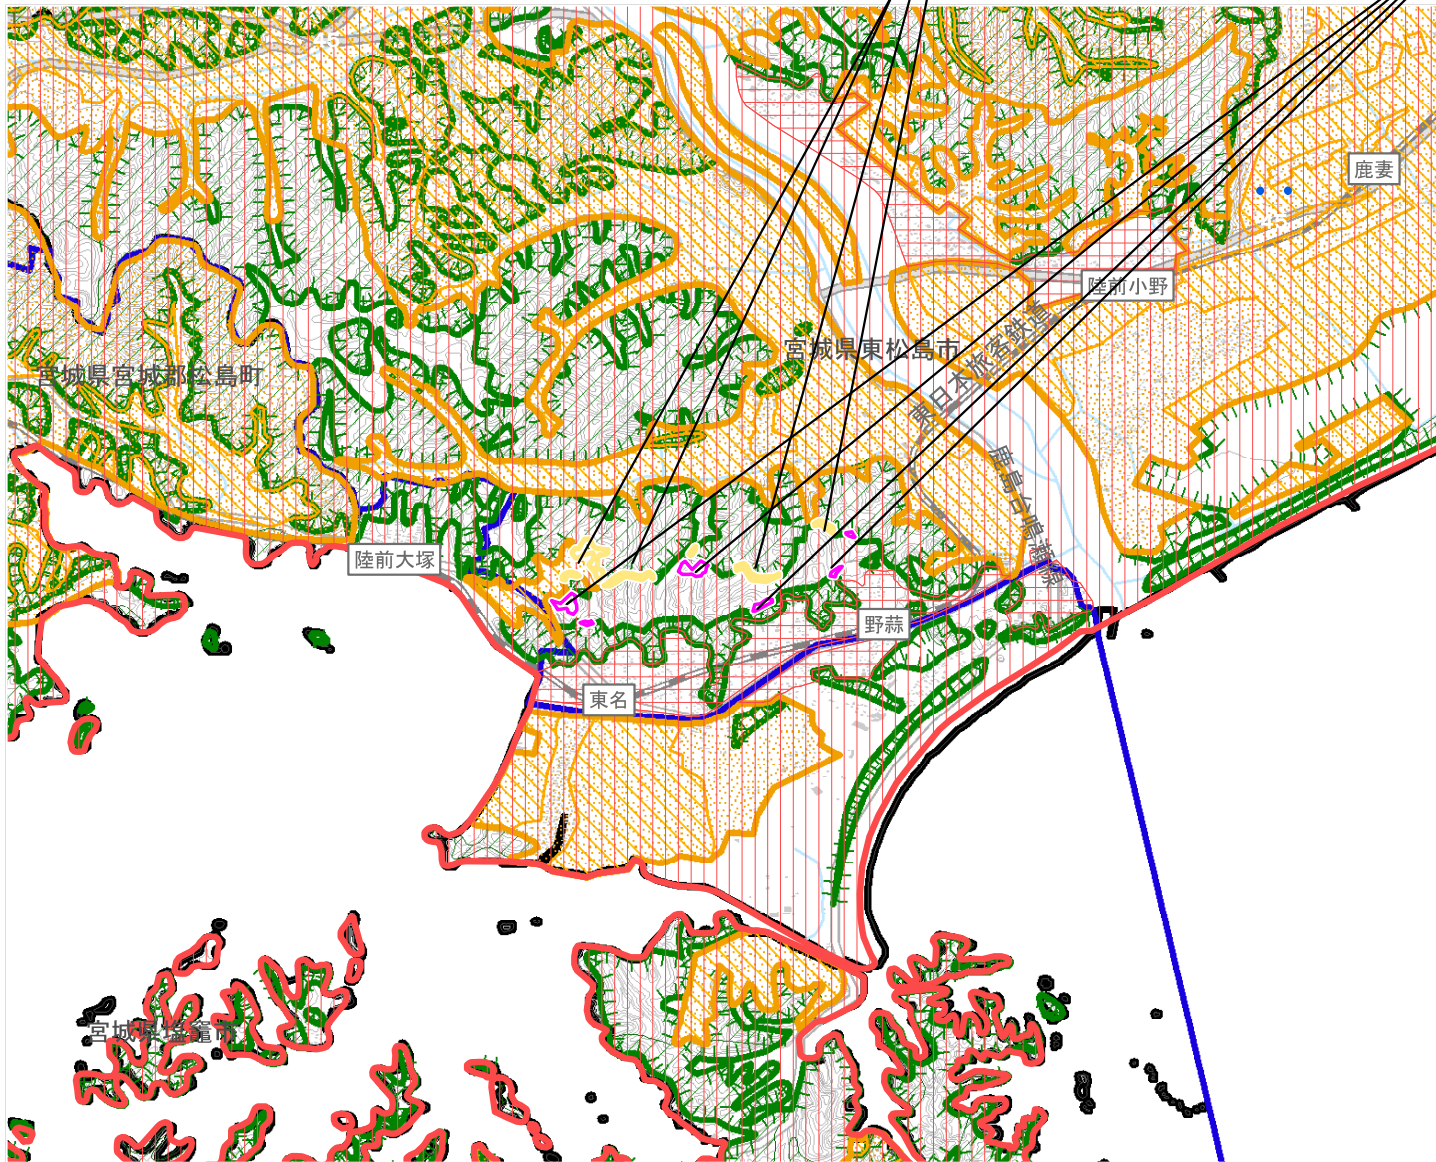 鹿妻
陸前小野
宮城県東松島市
東日本旅客鉄道
宮城県宮城郡松島町
鹿島台鳴瀬線
陸前大塚
野蒜
東名
宮城県塩竈市